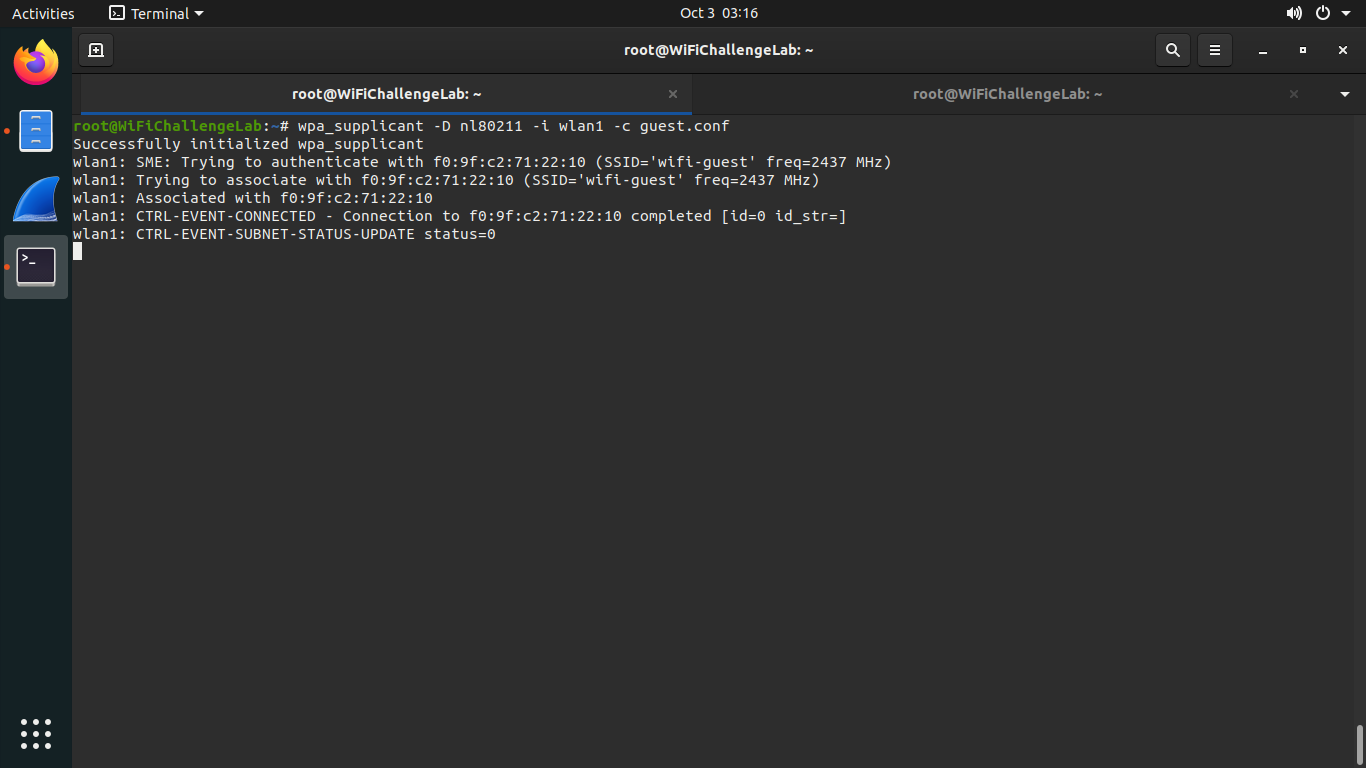 Activities Terminal Oct 3 03:16
root@WiFiChallengeLab: ~
root@WiFiChallengeLab: ~ root@WiFiChallengeLab: ~
root@WiFiChallengeLab:~# wpa_supplicant -D nl80211 -i wlan1 -c guest.conf
Successfully initialized wpa_supplicant
wlan1: SME: Trying to authenticate with f0:9f:c2:71:22:10 (SSID='wifi-guest' freq=2437 MHz)
wlan1: Trying to associate with f0:9f:c2:71:22:10 (SSID='wifi-guest' freq=2437 MHz)
wlan1: Associated with f0:9f:c2:71:22:10
wlan1: CTRL-EVENT-CONNECTED - Connection to f0:9f:c2:71:22:10 completed [id=0 id_str=]
wlan1: CTRL-EVENT-SUBNET-STATUS-UPDATE status=0